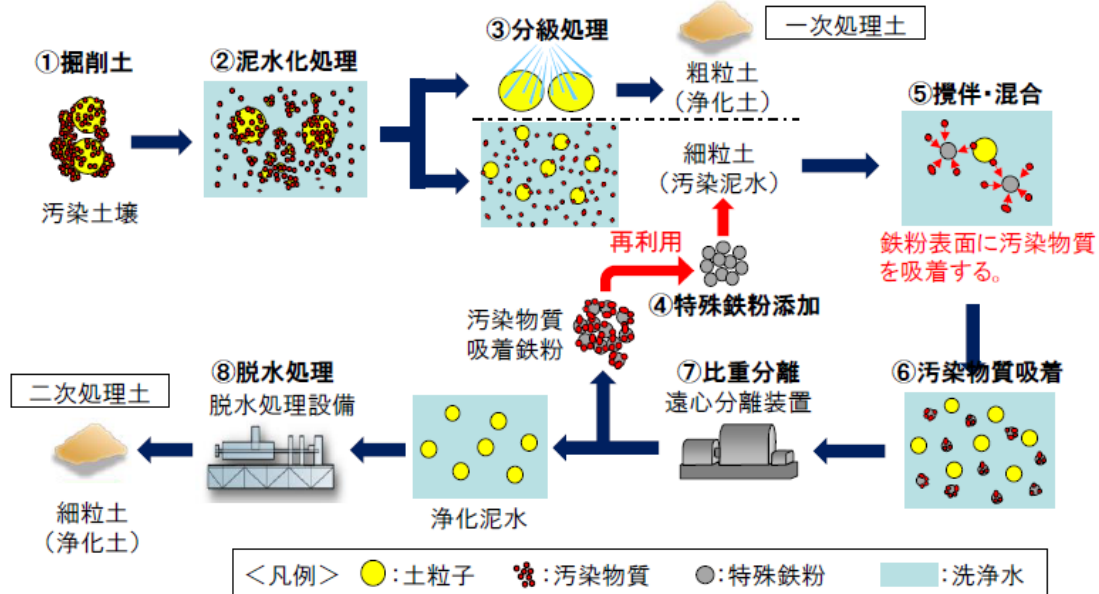 ①掘削土
汚染土壌
②泥水化処理
③分級処理
一次処理土
粗粒土
（浄化土）
細粒土
（汚染泥水）
再利用
④特殊鉄粉添加
⑤攪伴・混合
鉄粉表面に汚染物質
を吸着する。
⑥汚染物質吸着
⑦比重分離
遠心分離装置
汚染物質
吸着鉄粉
浄化泥水
⑧脱水処理
脱水処理設備
二次処理土
細粒土
（浄化土）
＜凡例＞ ：土粒子 ：汚染物質 ：特殊鉄粉 ：洗浄水